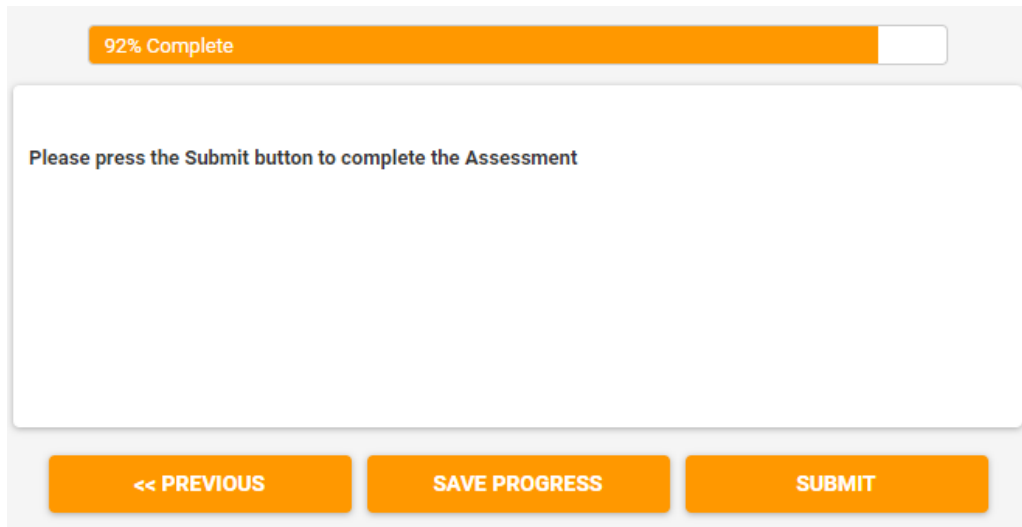 92% Complete
Please press the Submit button to complete the Assessment
<< PREVIOUS
SAVE PROGRESS
SUBMIT